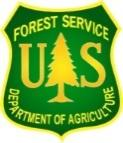 FOREST SERVICE
U S
DEPARTMENT OF AGRICULTURE